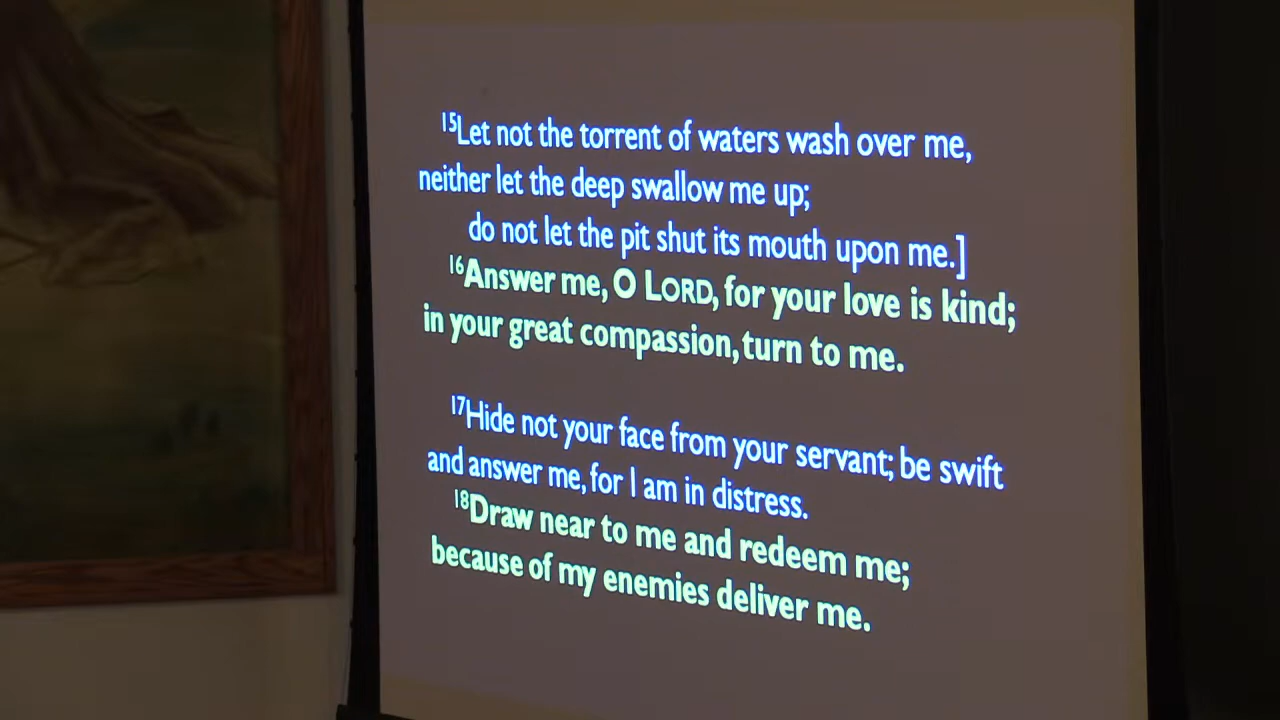 15Let not the torrent of waters wash over me,
neither let the deep swallow me up;
do not let the pit shut its mouth upon me.]
16Answer me, O LORD, for your love is kind;
in your great compassion, turn to me.
17Hide not your face from your servant; be swift
and answer me, for I am in distress.
18Draw near to me and redeem me;
because of my enemies deliver me.